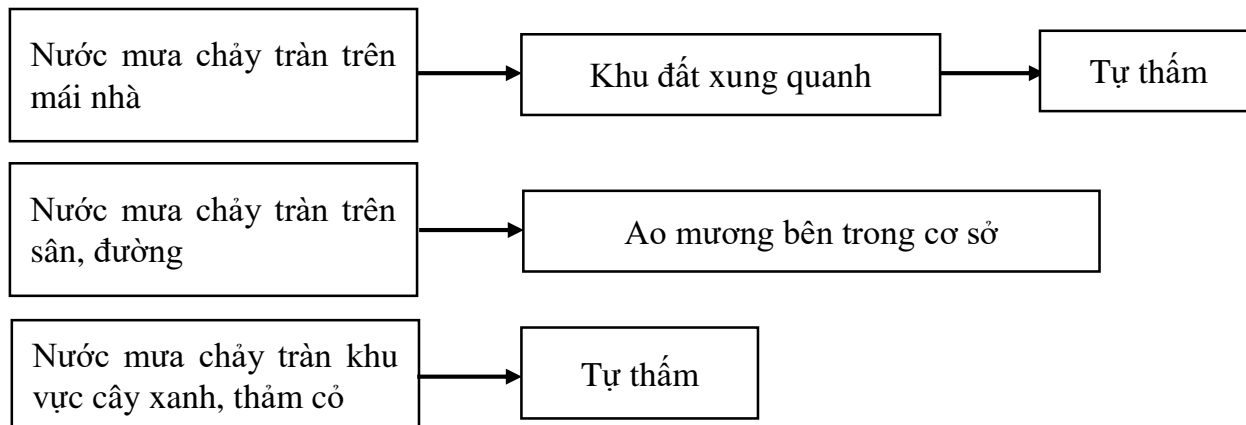 Nước mưa chảy tràn trên
mái nhà
Khu đất xung quanh
Tự thấm
Nước mưa chảy tràn trên
sân, đường
Ao mương bên trong cơ sở
Nước mưa chảy tràn khu
vực cây xanh, thảm cỏ
Tự thấm